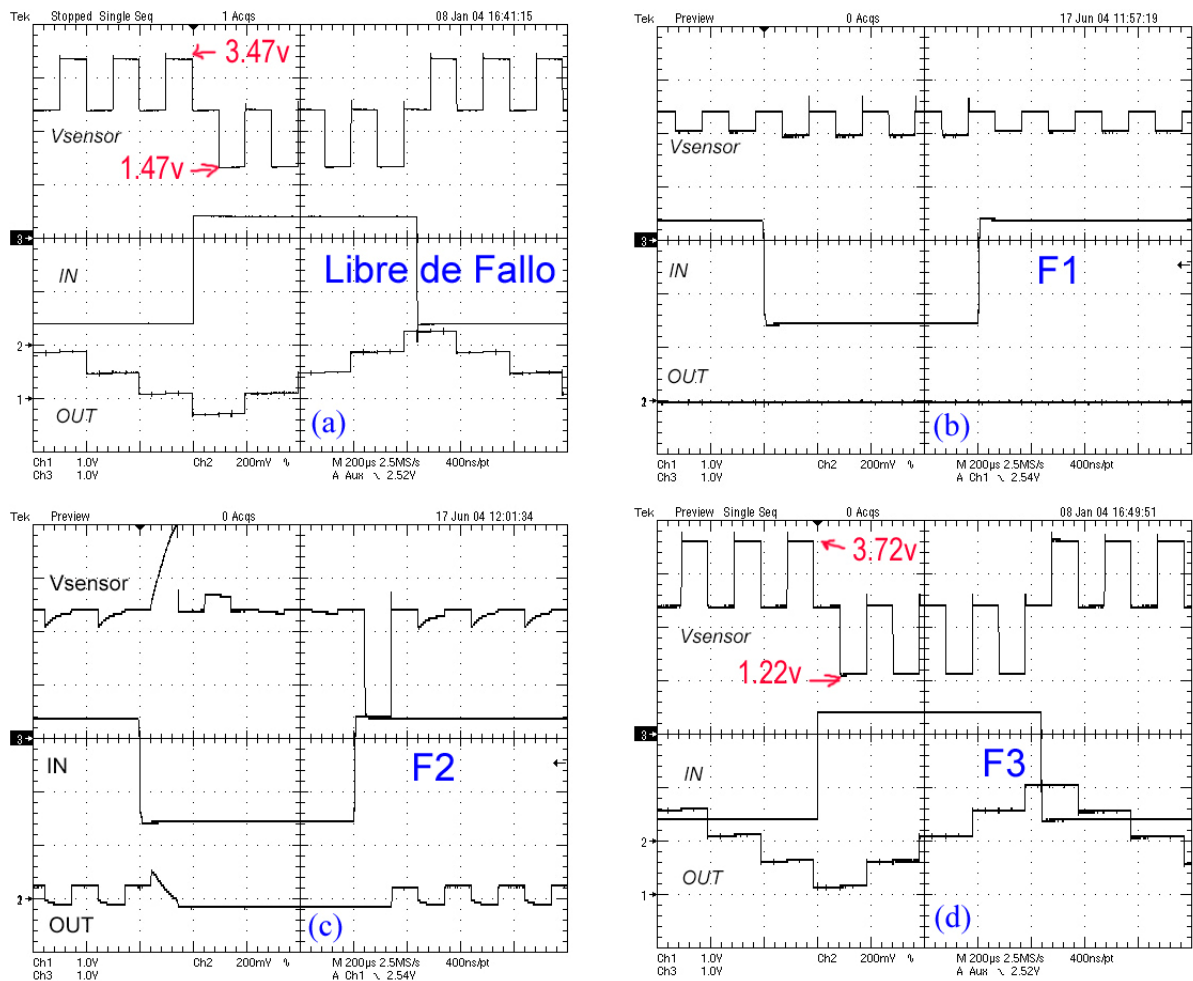 Tek Stopped Single Seq 1 Acqs 08 Jan 04 16:41:15
3.47v
Vsensor
1.47v
3
IN
Libre de Fallo
2
1
OUT
(a)
Ch1 1.0V Ch2 200mV % M 200µs 2.5MS/s 400ns/pt
Ch3 1.0V A Aux \ 2.52V
Tek Preview 0 Acqs 17 Jun 04 11:57:19
Vsensor
3
IN
F1
OUT
2
(b)
Ch1 1.0V Ch2 200mV % M 200µs 2.5MS/s 400ns/pt
Ch3 1.0V A Ch1 \ 2.54V
Tek Preview 0 Acqs 17 Jun 04 12:01:34
Vsensor
3
IN
F2
2
OUT
(c)
Ch1 1.0V Ch2 200mV % M 200µs 2.5MS/s 400ns/pt
Ch3 1.0V A Ch1 \ 2.54V
Tek Preview Single Seq 0 Acqs 08 Jan 04 16:49:51
3.72v
Vsensor
1.22v
3
IN
F3
2
OUT
1
(d)
Ch1 1.0V Ch2 200mV % M 200µs 2.5MS/s 400ns/pt
Ch3 1.0V A Aux \ 2.52V